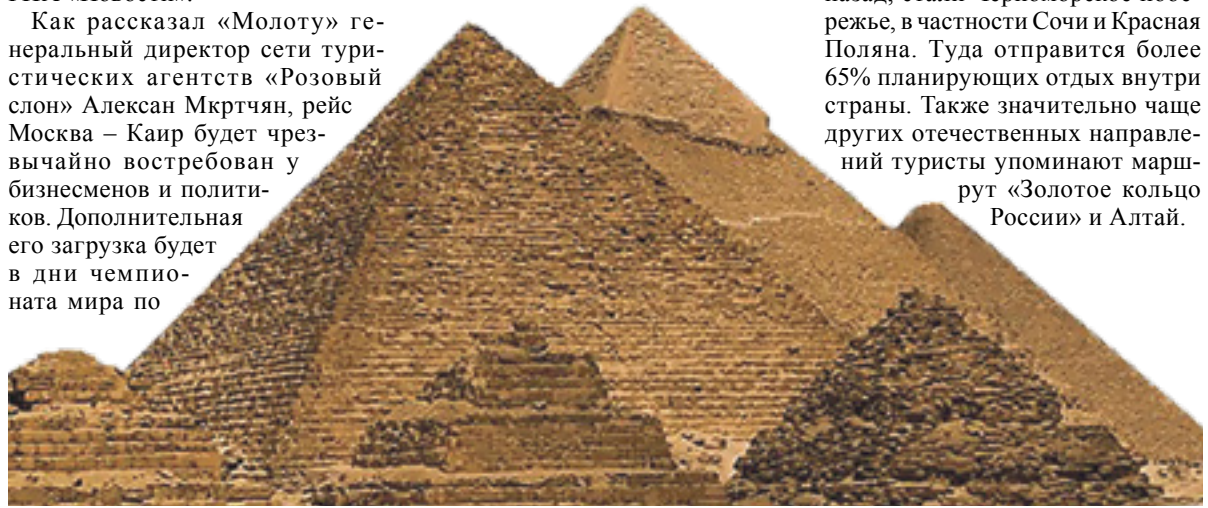 Как рассказал «Молоту» ге-
неральный директор сети тури-
стических агентств «Розовый
слон» Алексан Мкртчян, рейс
Москва – Каир будет чрез-
вычайно востребован у
бизнесменов и полити-
ков. Дополнительная
его загрузка будет
в дни чемпио-
ната мира по
режье, в частности Сочи и Красная
Поляна. Туда отправится более
65% планирующих отдых внутри
страны. Также значительно чаще
других отечественных направле-
ний туристы упоминают марш-
рут «Золотое кольцо
России» и Алтай.